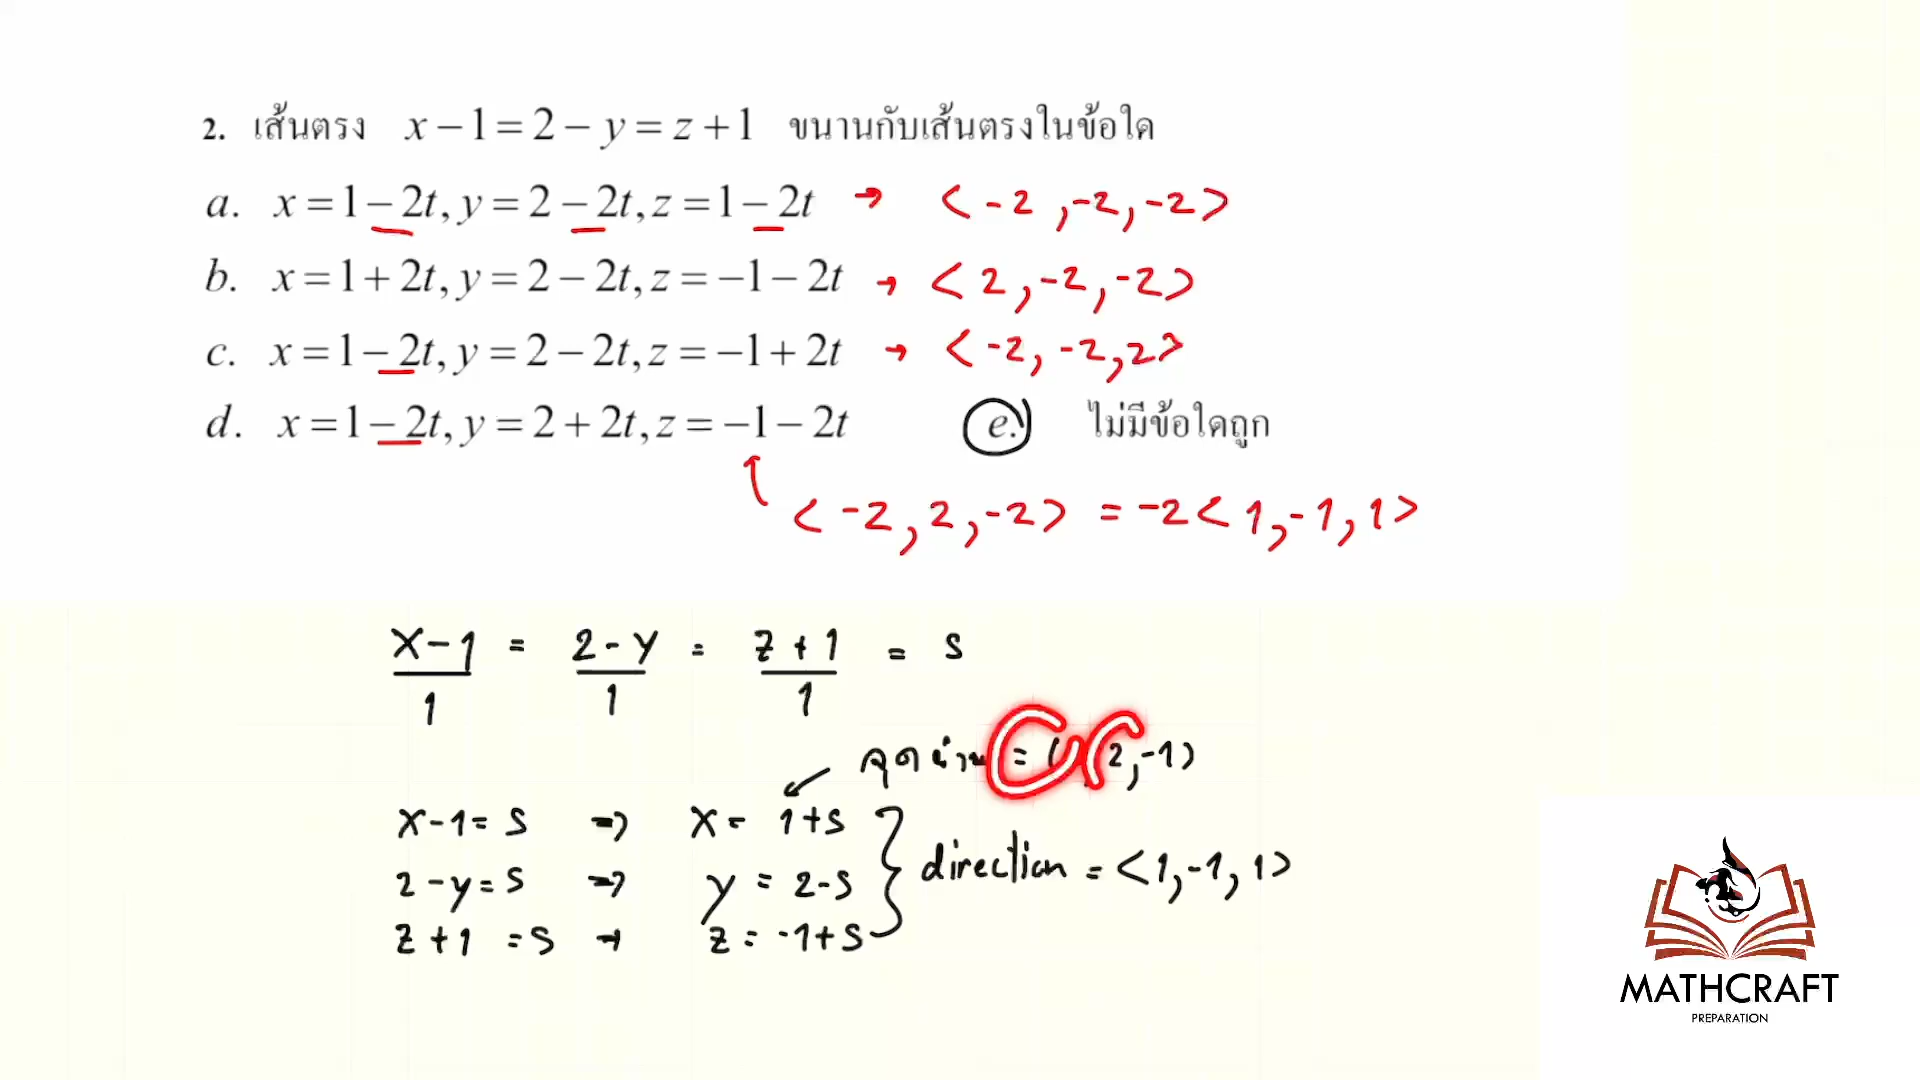 2. เส้นตรง x − 1 = 2 − y = z + 1 ขนานกับเส้นตรงในข้อใด
a. x = 1 − 2t, y = 2 − 2t, z = 1 − 2t → < -2, -2, -2 >
b. x = 1 + 2t, y = 2 − 2t, z = −1 − 2t → < 2, -2, -2 >
c. x = 1 − 2t, y = 2 − 2t, z = −1 + 2t → < -2, -2, 2 >
d. x = 1 − 2t, y = 2 + 2t, z = −1 − 2t e. ไม่มีข้อใดถูก
< -2, 2, -2 > = -2 < 1, -1, 1 >
x-1/1 = 2-y/1 = z+1/1 = s
= ( 2, -1)
x-1 = s ⇒ x = 1+s
2-y = s ⇒ y = 2-s
direction = < 1, -1, 1 >
z+1 = s → z = -1+s
MATHCRAFT
PREPARATION